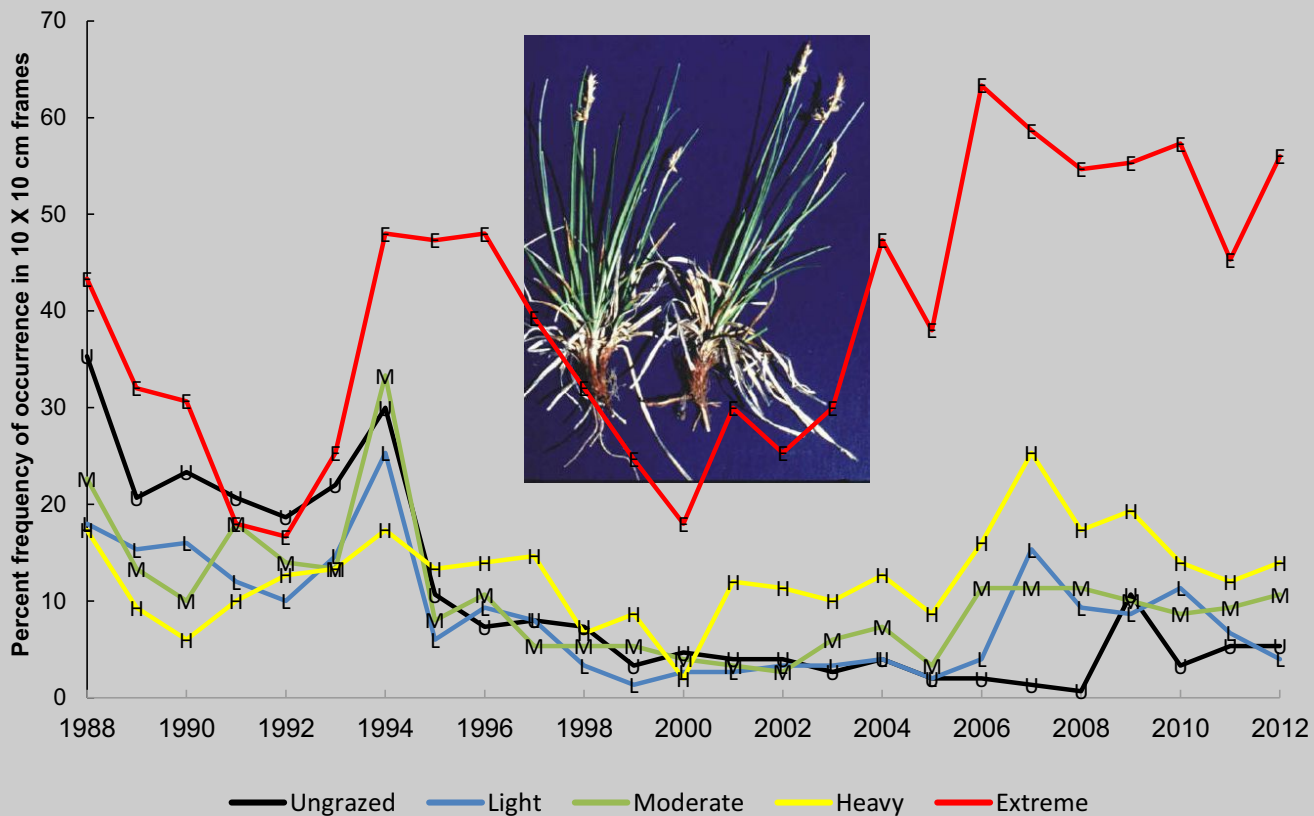 Percent frequency of occurrence in 10 X 10 cm frames
70
60
50
40
30
20
10
0
1988 1990 1992 1994 1996 1998 2000 2002 2004 2006 2008 2010 2012
Ungrazed Light Moderate Heavy Extreme